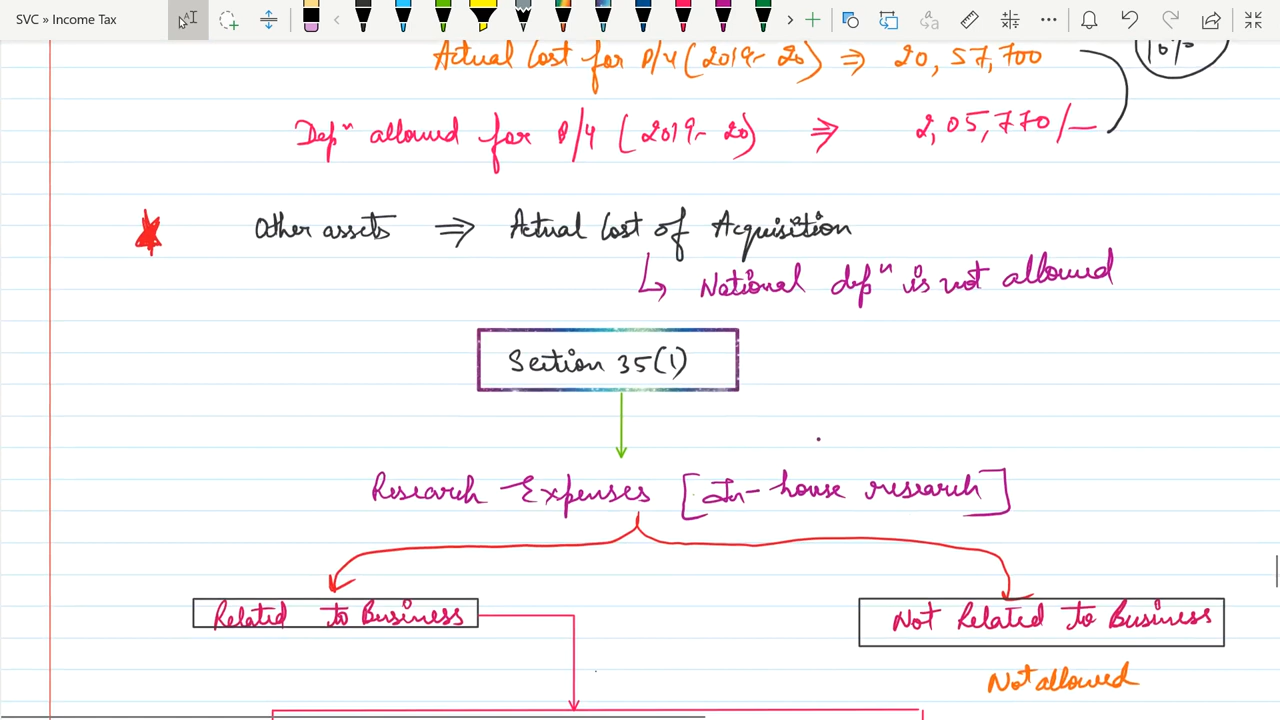 SVC » Income Tax
Actual Cost for P/Y (2019-20) ⇒ 20,57,700
10%
Depⁿ allowed for P/Y (2019-20) ⇒ 2,05,770/-
Other assets ⇒ Actual Cost of Acquisition
↳ Notional depⁿ is not allowed
Section 35(1)
Research Expenses [In-house research]
Related to Business
Not Related to Business
Not allowed